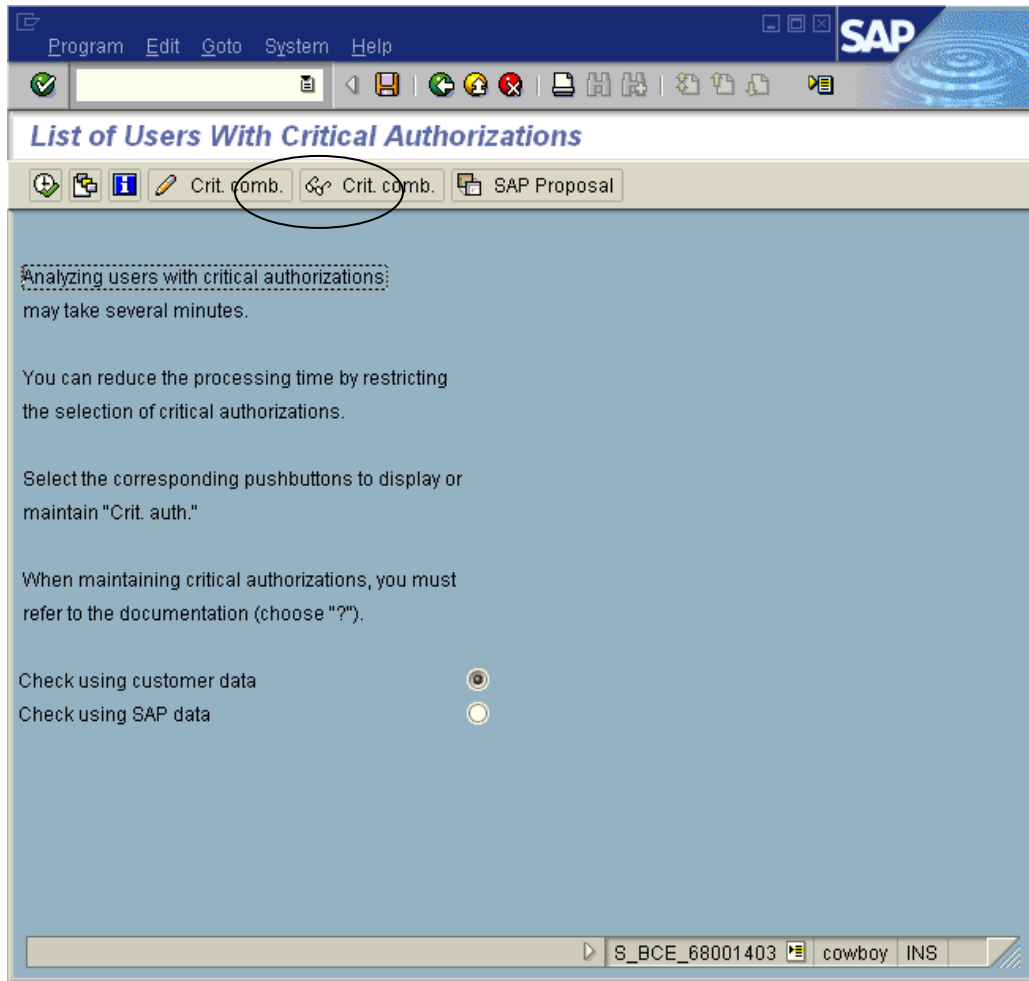 Program Edit Goto System Help
SAP
List of Users With Critical Authorizations
Crit. comb. Crit. comb. SAP Proposal
Analyzing users with critical authorizations
may take several minutes.
You can reduce the processing time by restricting
the selection of critical authorizations.
Select the corresponding pushbuttons to display or
maintain "Crit. auth."
When maintaining critical authorizations, you must
refer to the documentation (choose "?").
Check using customer data
Check using SAP data
S_BCE_68001403 cowboy INS